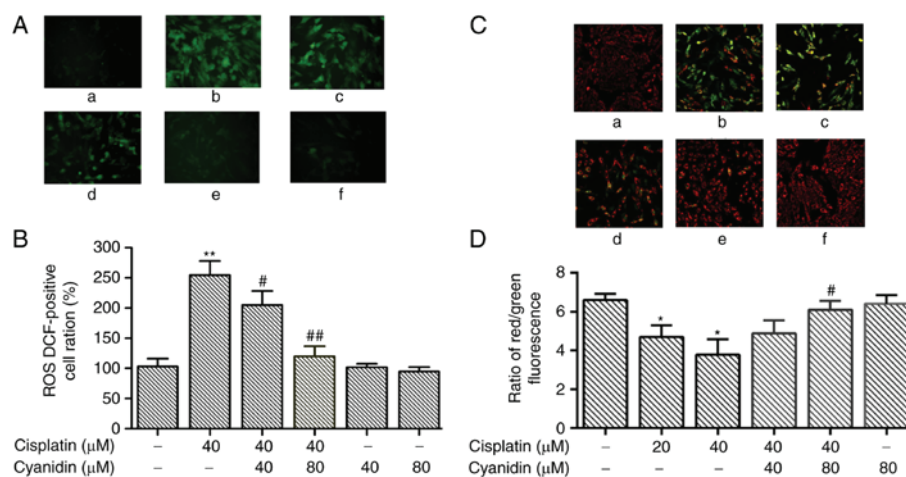 A
a
b
c
d
e
f
B
ROS DCF-positive
cell ration (%)
300
250
200
150
100
50
0
**
#
##
Cisplatin (μM) – 40 40 40 – –
Cyanidin (μM) – – 40 80 40 80
C
a
b
c
d
e
f
D
Ratio of red/green
fluorescence
8
6
4
2
0
*
*
#
Cisplatin (μM) – 20 40 40 40 –
Cyanidin (μM) – – – 40 80 80